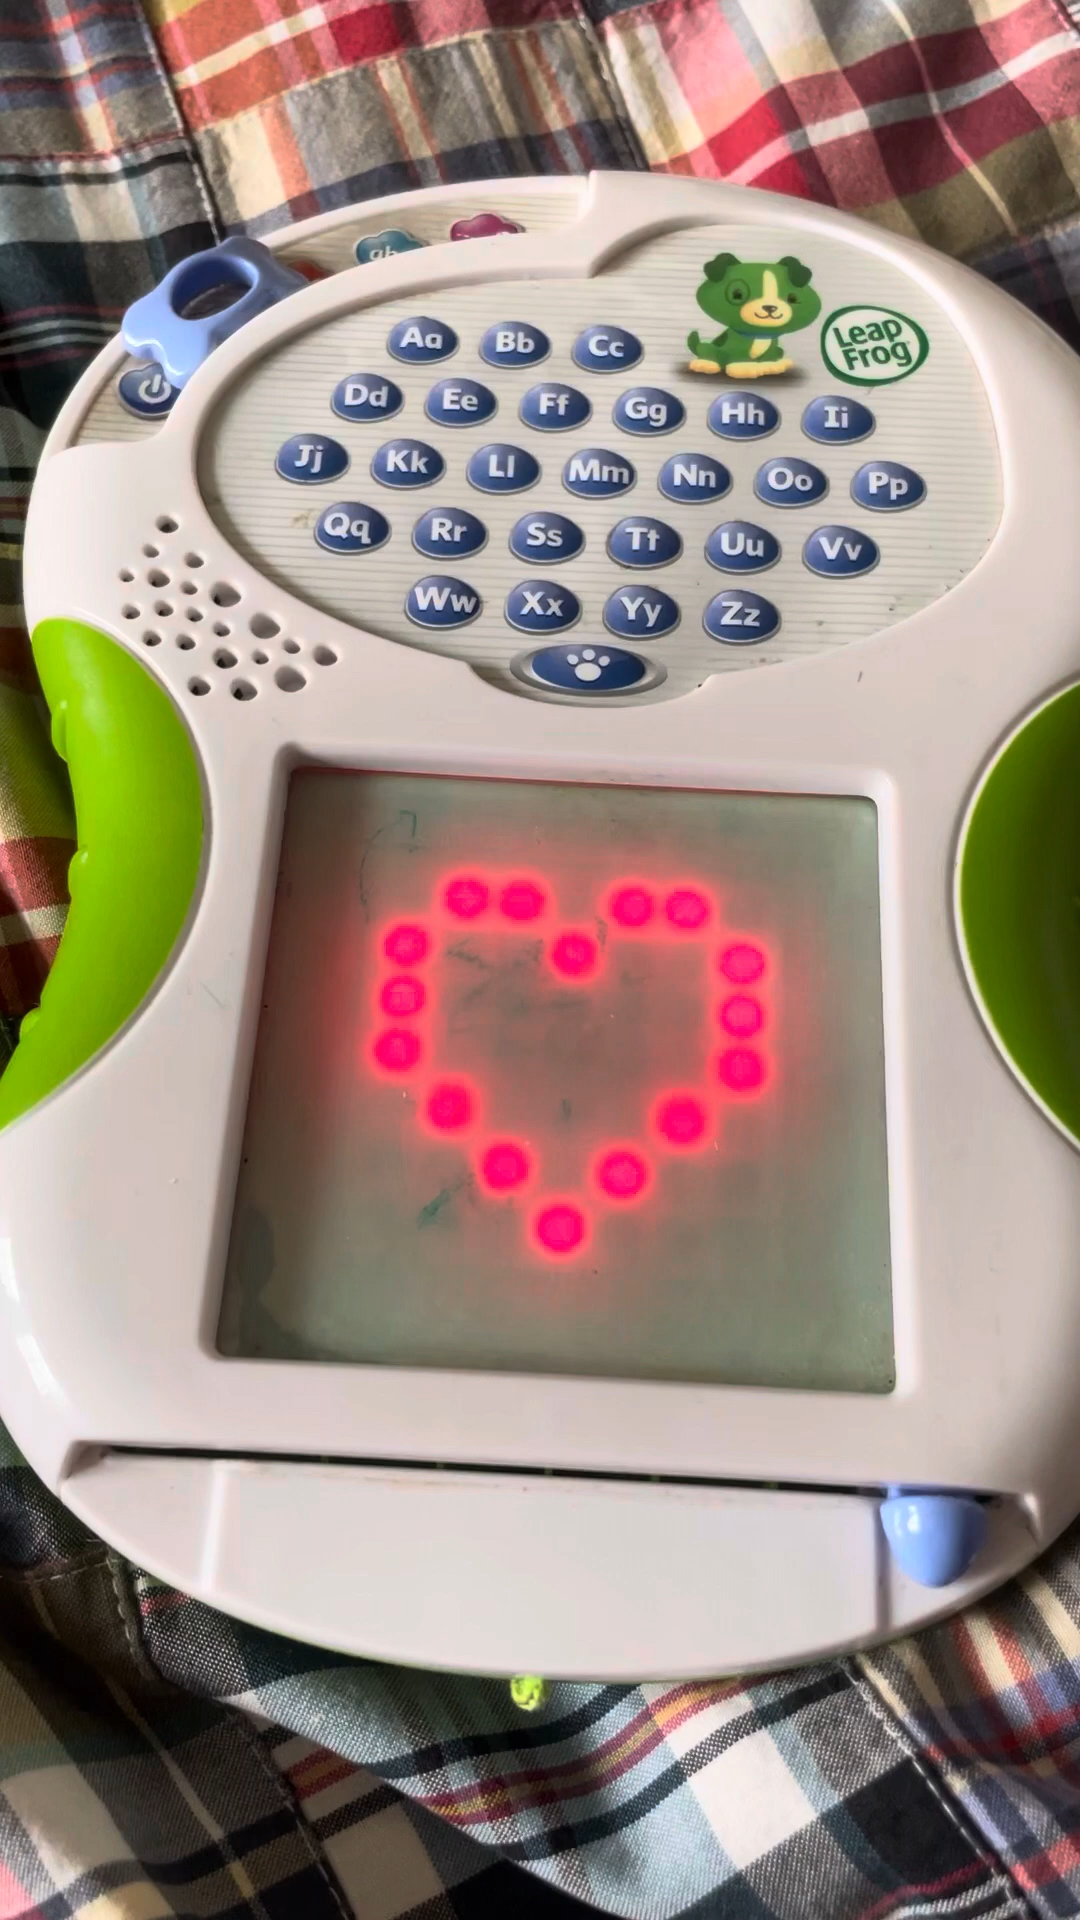 ab
Leap
Frog
Aa Bb Cc
Dd Ee Ff Gg Hh Ii
Jj Kk Ll Mm Nn Oo Pp
Qq Rr Ss Tt Uu Vv
Ww Xx Yy Zz